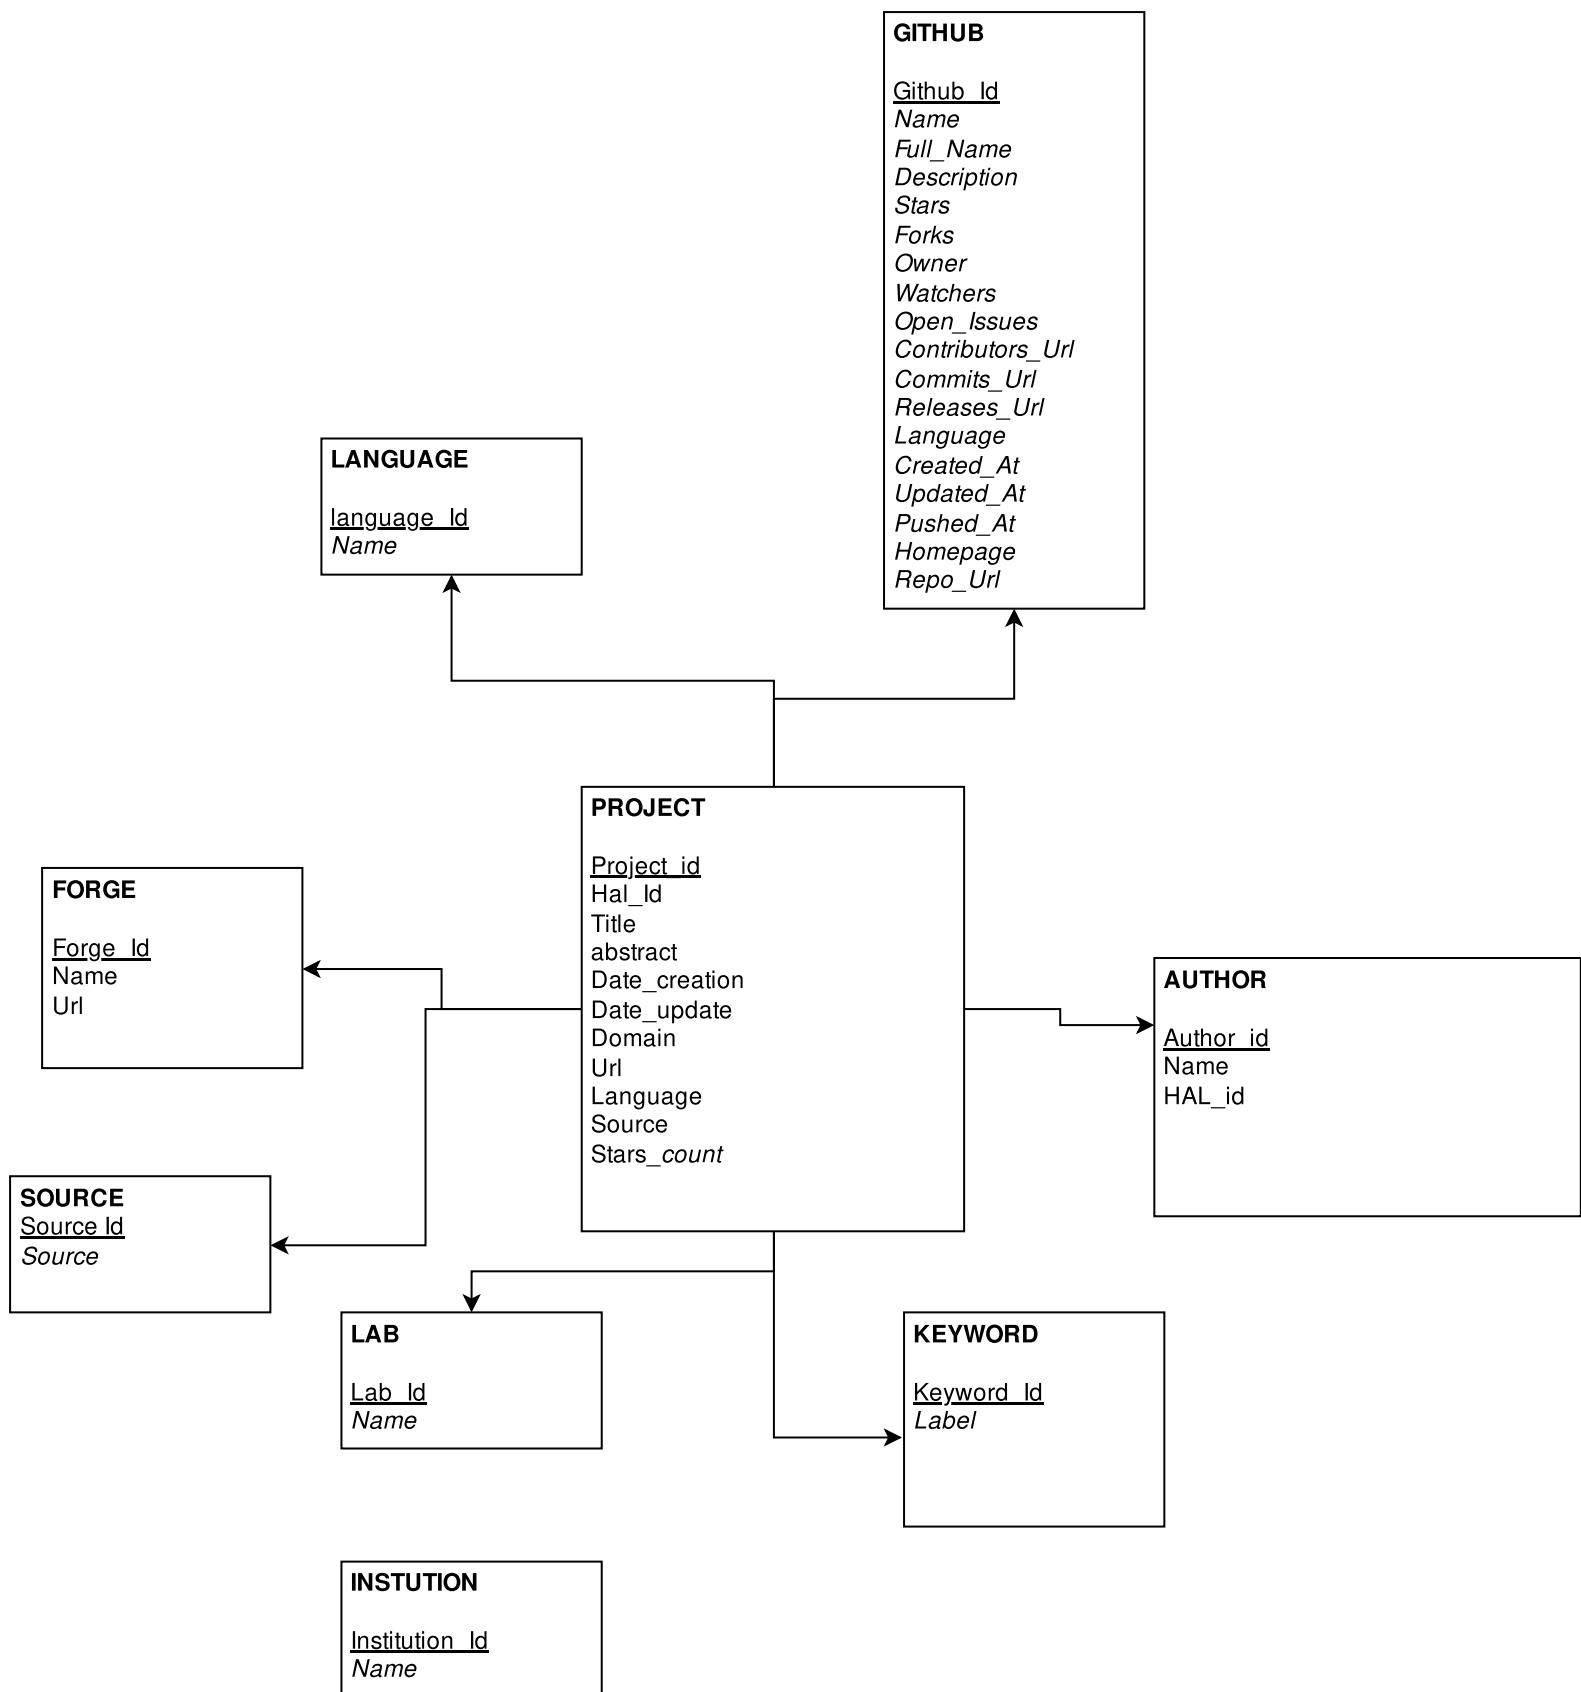 GITHUB
Github_Id
Name
Full_Name
Description
Stars
Forks
Owner
Watchers
Open_Issues
Contributors_Url
Commits_Url
Releases_Url
Language
Created_At
Updated_At
Pushed_At
Homepage
Repo_Url
LANGUAGE
language_Id
Name
PROJECT
Project_id
Hal_Id
Title
abstract
Date_creation
Date_update
Domain
Url
Language
Source
Stars_count
FORGE
Forge_Id
Name
Url
AUTHOR
Author_id
Name
HAL_id
SOURCE
Source Id
Source
LAB
Lab_Id
Name
KEYWORD
Keyword_Id
Label
INSTUTION
Institution_Id
Name